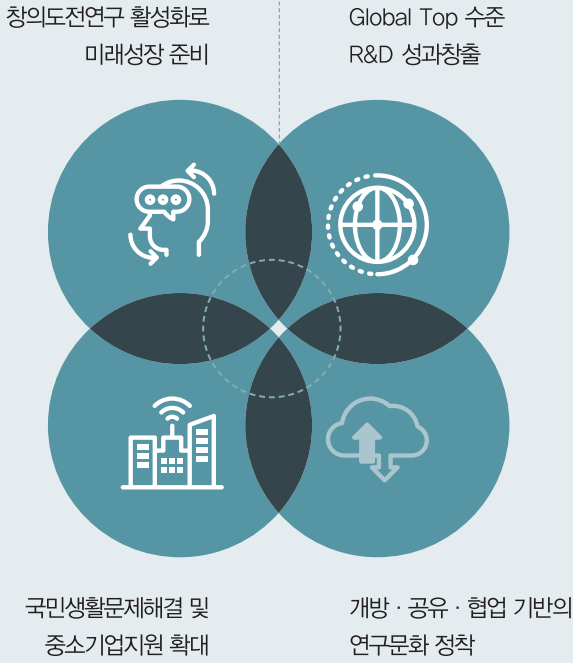 창의도전연구 활성화로
미래성장 준비
Global Top 수준
R&D 성과창출
국민생활문제해결 및
중소기업지원 확대
개방 · 공유 · 협업 기반의
연구문화 정착